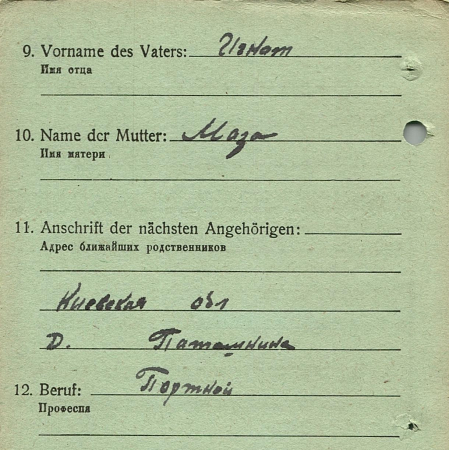 9. Vorname des Vaters: Игнат
Имя отца
10. Name der Mutter: Маза
Имя матери
11. Anschrift der nächsten Angehörigen:
Адрес ближайших родственников
Киевская обл
д. Паташнина
12. Beruf: Портной
Професия